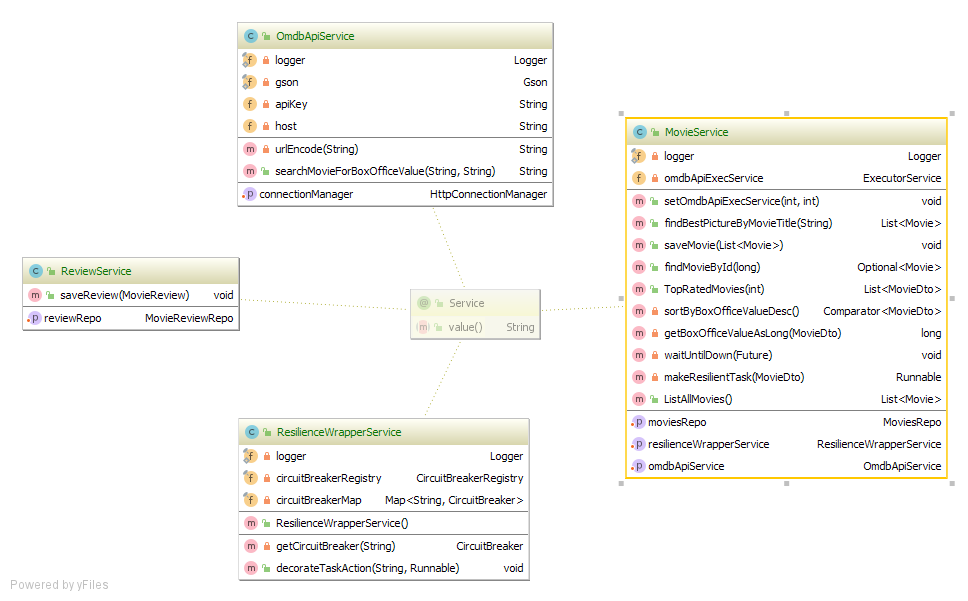 OmdbApiService
logger Logger
gson Gson
apiKey String
host String
urlEncode(String) String
searchMovieForBoxOfficeValue(String, String) String
connectionManager HttpConnectionManager
MovieService
logger Logger
omdbApiExecService ExecutorService
setOmdbApiExecService(int, int) void
findBestPictureByMovieTitle(String) List<Movie>
saveMovie(List<Movie>) void
findMovieById(long) Optional<Movie>
TopRatedMovies(int) List<MovieDto>
sortByBoxOfficeValueDesc() Comparator<MovieDto>
getBoxOfficeValueAsLong(MovieDto) long
waitUntilDown(Future) void
makeResilientTask(MovieDto) Runnable
ListAllMovies() List<Movie>
moviesRepo MoviesRepo
resilienceWrapperService ResilienceWrapperService
omdbApiService OmdbApiService
ReviewService
saveReview(MovieReview) void
reviewRepo MovieReviewRepo
Service
value() String
ResilienceWrapperService
logger Logger
circuitBreakerRegistry CircuitBreakerRegistry
circuitBreakerMap Map<String, CircuitBreaker>
ResilienceWrapperService()
getCircuitBreaker(String) CircuitBreaker
decorateTaskAction(String, Runnable) void
Powered by yFiles